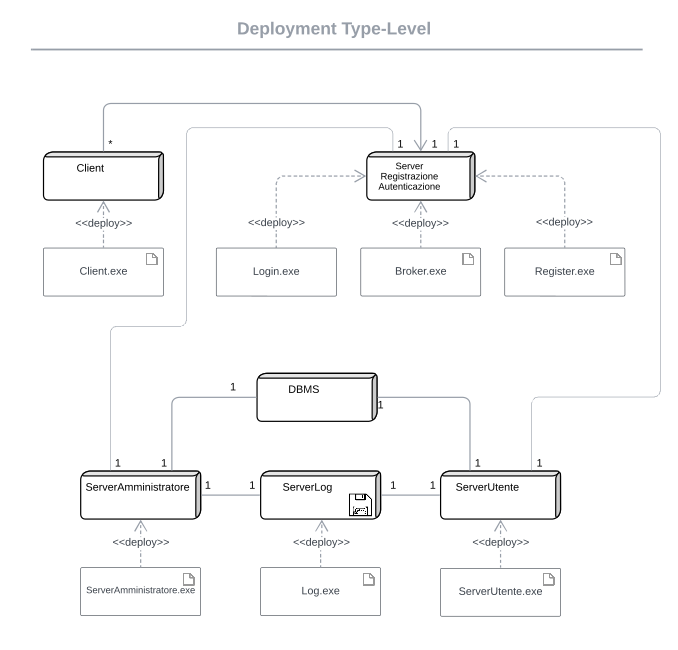 Deployment Type-Level
* 1 1 1
Client
Server
Registrazione
Autenticazione
<<deploy>> <<deploy>> <<deploy>> <<deploy>>
Client.exe
Login.exe
Broker.exe
Register.exe
1
DBMS
1
1 1 1 1
ServerAmministratore
1 1
ServerLog
1 1
ServerUtente
<<deploy>> <<deploy>> <<deploy>>
ServerAmministratore.exe
Log.exe
ServerUtente.exe